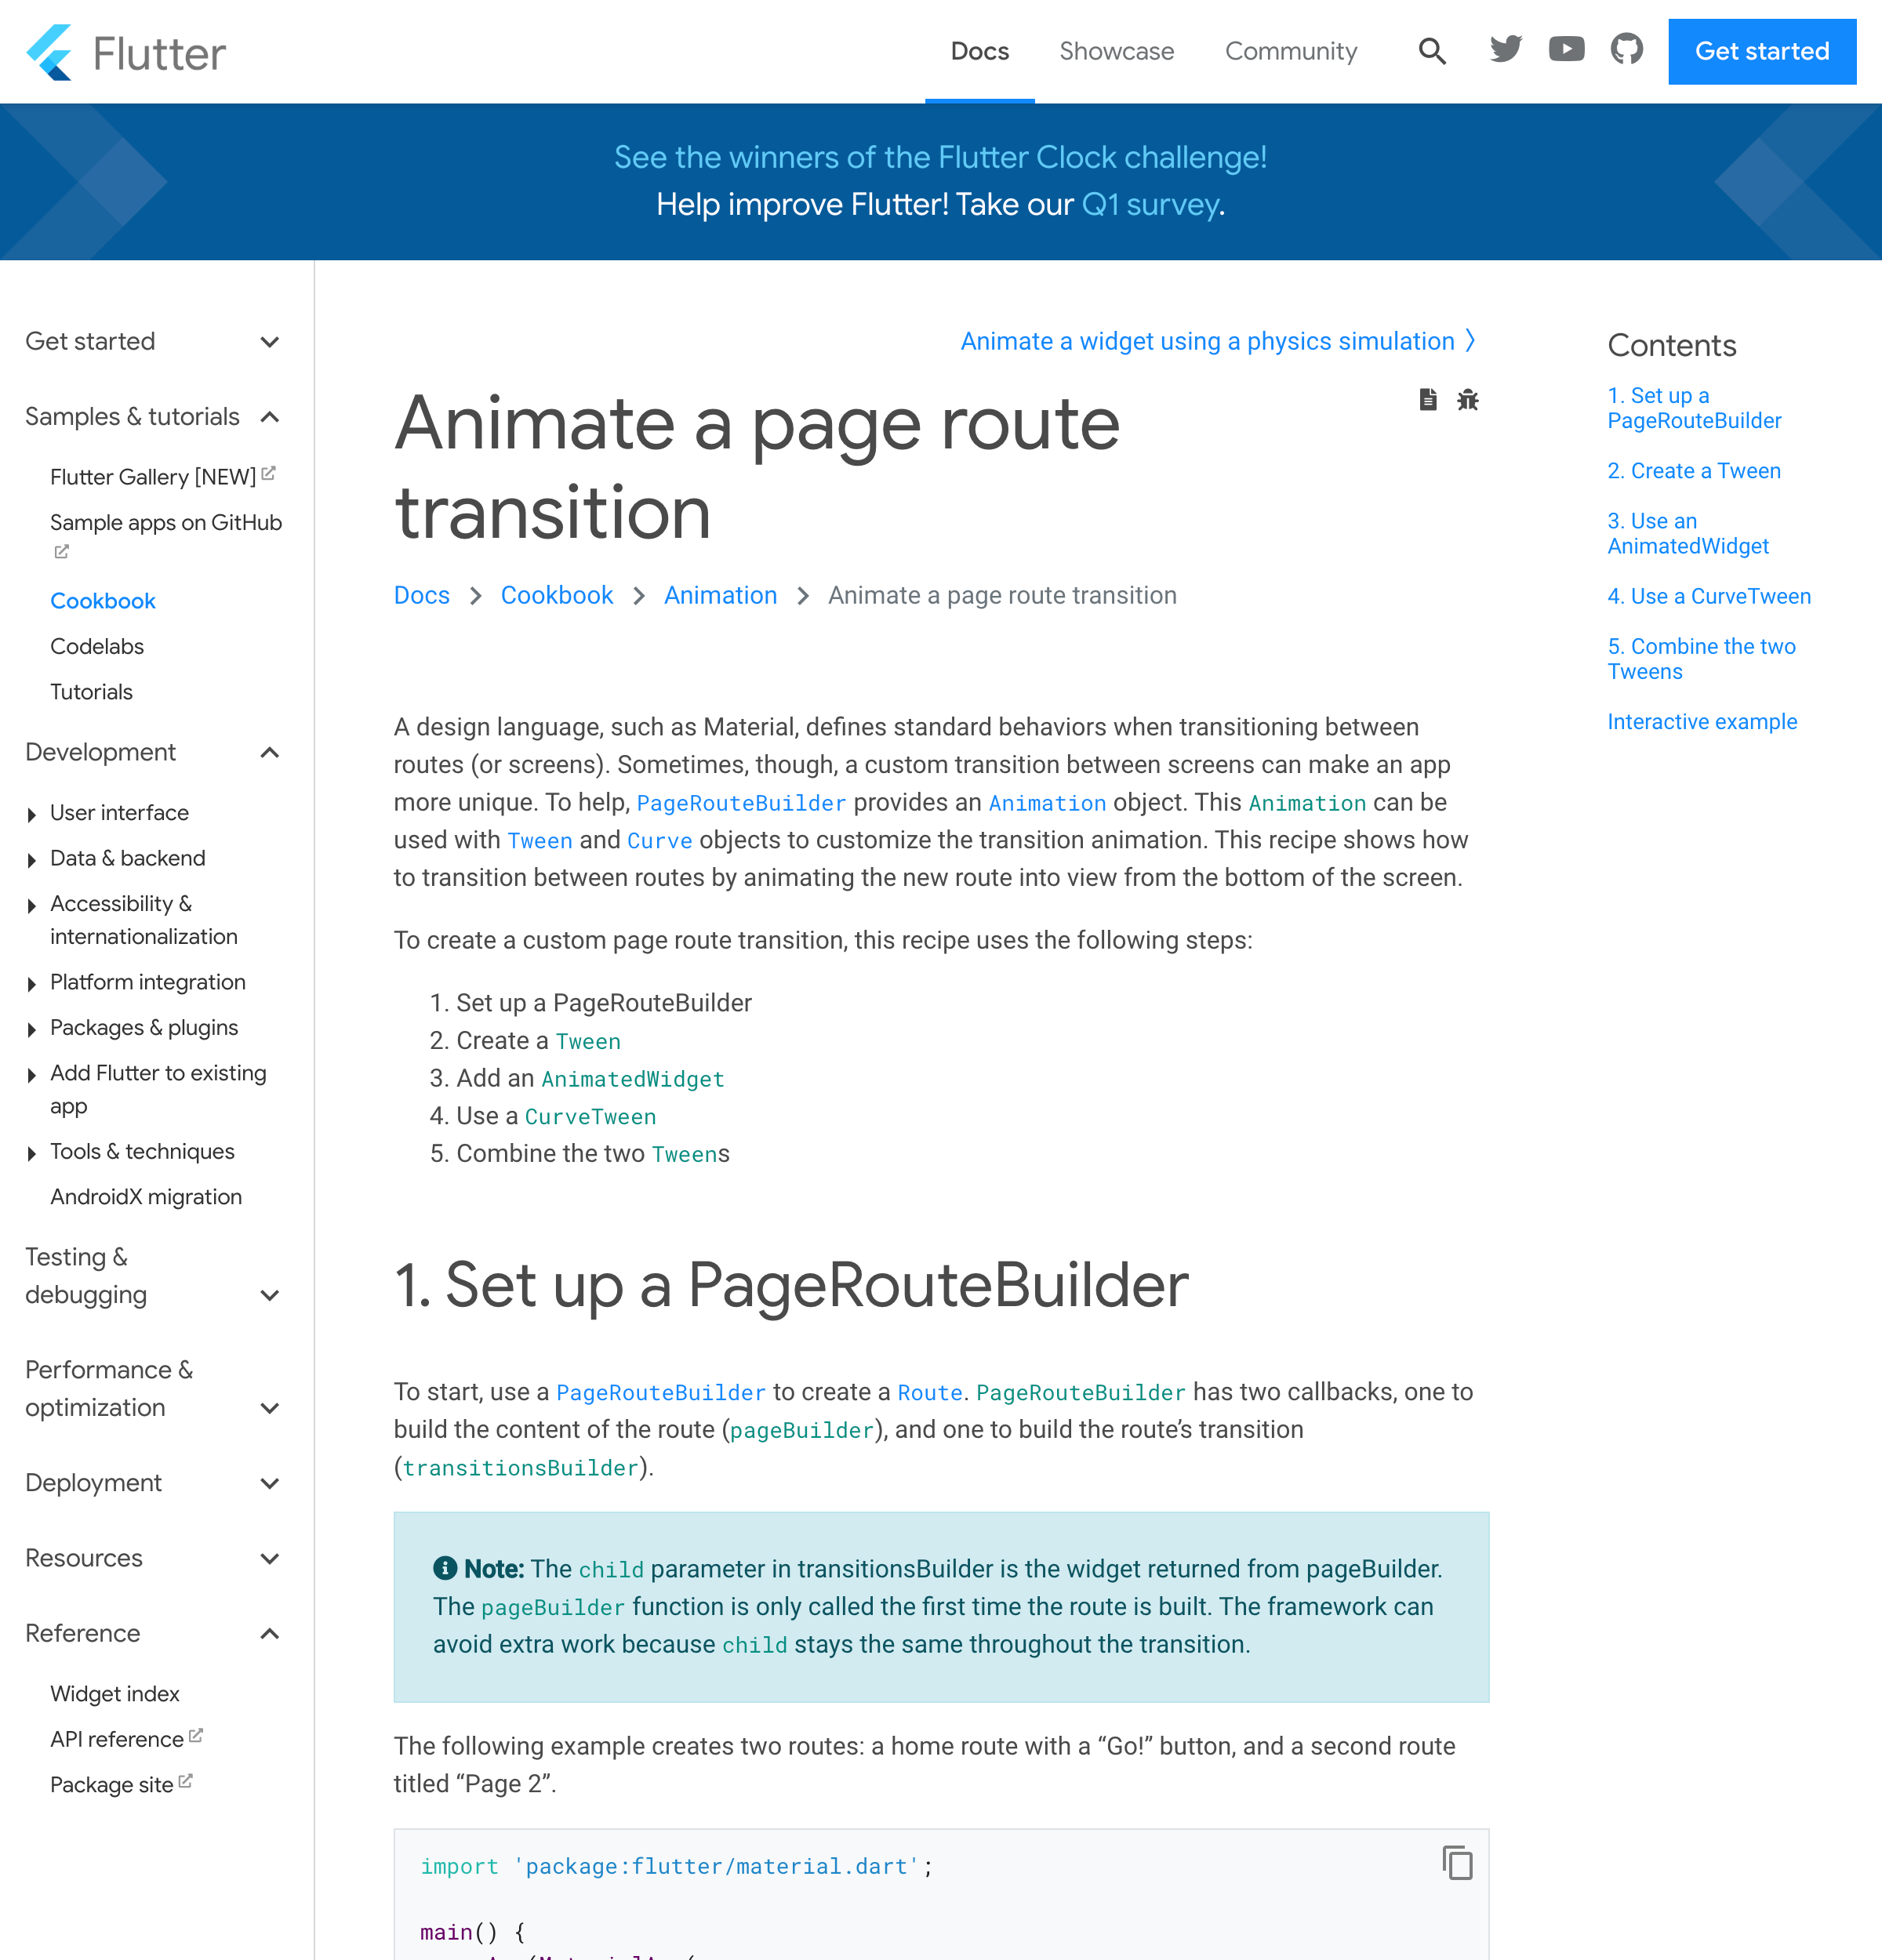 Flutter
Docs
Showcase
Community
Get started
See the winners of the Flutter Clock challenge!
Help improve Flutter! Take our Q1 survey.
Get started
Samples & tutorials
Flutter Gallery [NEW]
Sample apps on GitHub
Cookbook
Codelabs
Tutorials
Development
User interface
Data & backend
Accessibility &
internationalization
Platform integration
Packages & plugins
Add Flutter to existing
app
Tools & techniques
AndroidX migration
Testing &
debugging
Performance &
optimization
Deployment
Resources
Reference
Widget index
API reference
Package site
Animate a widget using a physics simulation 〉
Animate a page route
transition
Docs
Cookbook
Animation
Animate a page route transition
A design language, such as Material, defines standard behaviors when transitioning between
routes (or screens). Sometimes, though, a custom transition between screens can make an app
more unique. To help, PageRouteBuilder provides an Animation object. This Animation can be
used with Tween and Curve objects to customize the transition animation. This recipe shows how
to transition between routes by animating the new route into view from the bottom of the screen.
To create a custom page route transition, this recipe uses the following steps:
1. Set up a PageRouteBuilder
2. Create a Tween
3. Add an AnimatedWidget
4. Use a CurveTween
5. Combine the two Tweens
1. Set up a PageRouteBuilder
To start, use a PageRouteBuilder to create a Route. PageRouteBuilder has two callbacks, one to
build the content of the route (pageBuilder), and one to build the route’s transition
(transitionsBuilder).
Note: The child parameter in transitionsBuilder is the widget returned from pageBuilder.
The pageBuilder function is only called the first time the route is built. The framework can
avoid extra work because child stays the same throughout the transition.
The following example creates two routes: a home route with a “Go!” button, and a second route
titled “Page 2”.
import 'package:flutter/material.dart';
main() {
Contents
1. Set up a
PageRouteBuilder
2. Create a Tween
3. Use an
AnimatedWidget
4. Use a CurveTween
5. Combine the two
Tweens
Interactive example